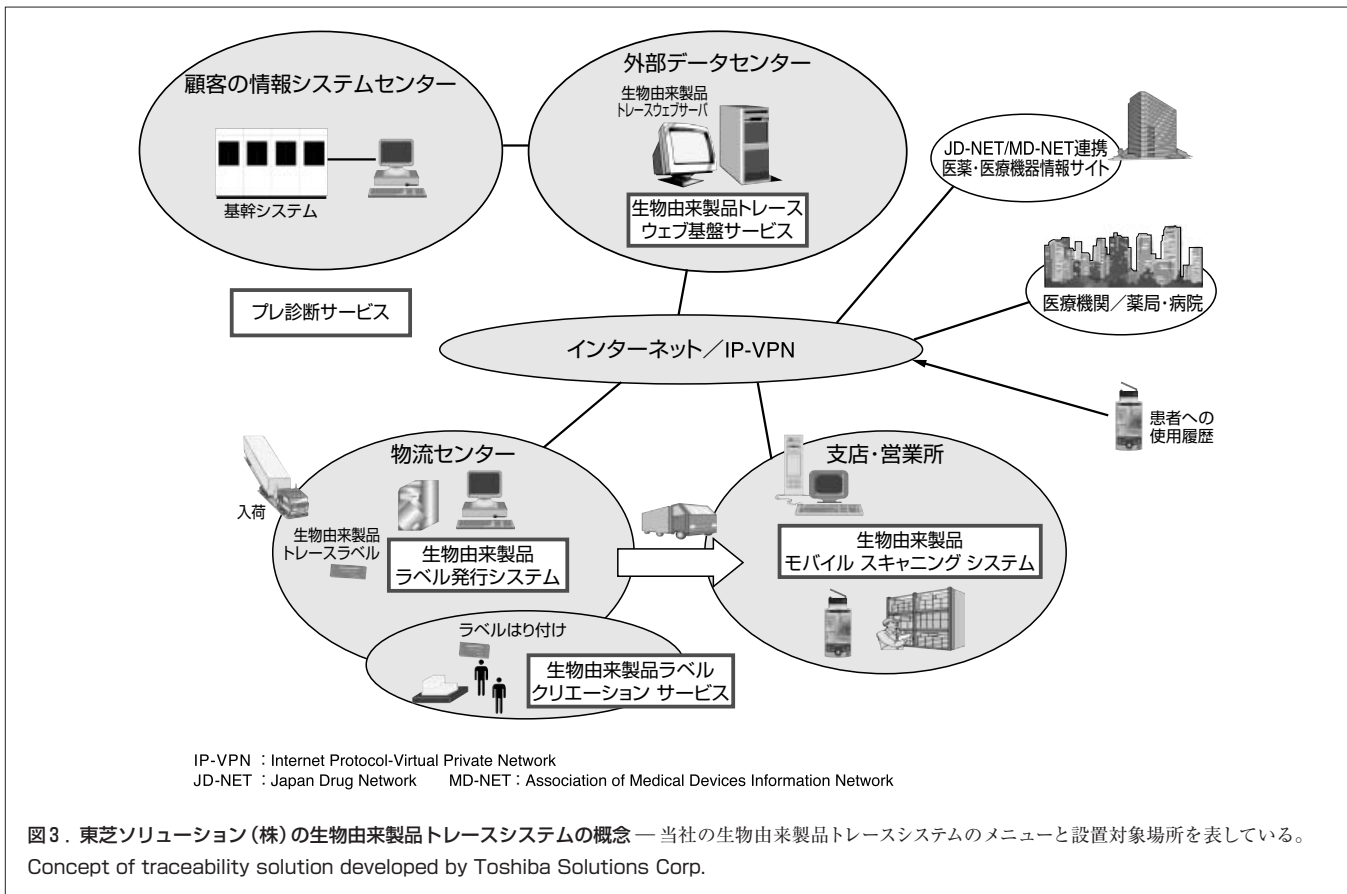 顧客の情報システムセンター
基幹システム
外部データセンター
生物由来製品
トレースウェブサーバ
生物由来製品トレース
ウェブ基盤サービス
JD-NET/MD-NET連携
医薬・医療機器情報サイト
医療機関／薬局・病院
プレ診断サービス
インターネット／IP-VPN
患者への
使用履歴
物流センター
入荷
生物由来製品
トレースラベル
生物由来製品
ラベル発行システム
ラベルはり付け
生物由来製品ラベル
クリエーション サービス
支店・営業所
生物由来製品
モバイル スキャニング システム
IP-VPN ：Internet Protocol-Virtual Private Network
JD-NET ：Japan Drug Network MD-NET：Association of Medical Devices Information Network
図3．東芝ソリューション（株）の生物由来製品トレースシステムの概念 — 当社の生物由来製品トレースシステムのメニューと設置対象場所を表している。
Concept of traceability solution developed by Toshiba Solutions Corp.